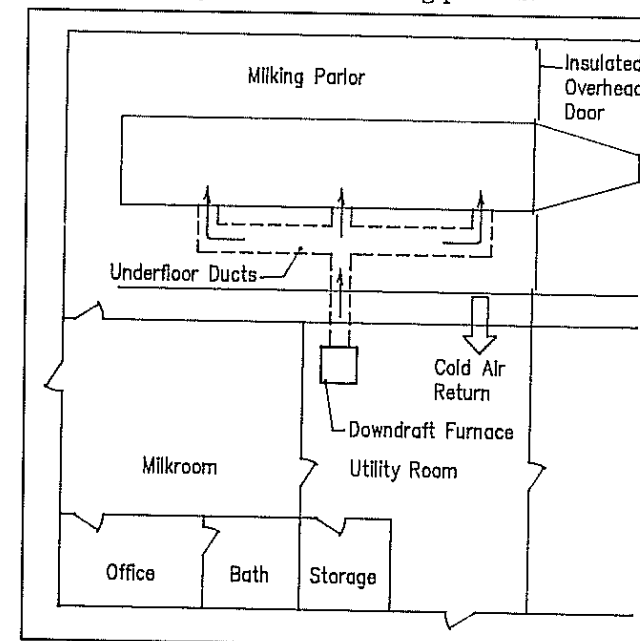 Milking Parlor
Insulated
Overhead
Door
Underfloor Ducts
Cold Air
Return
Downdraft Furnace
Milkroom
Utility Room
Office
Bath
Storage